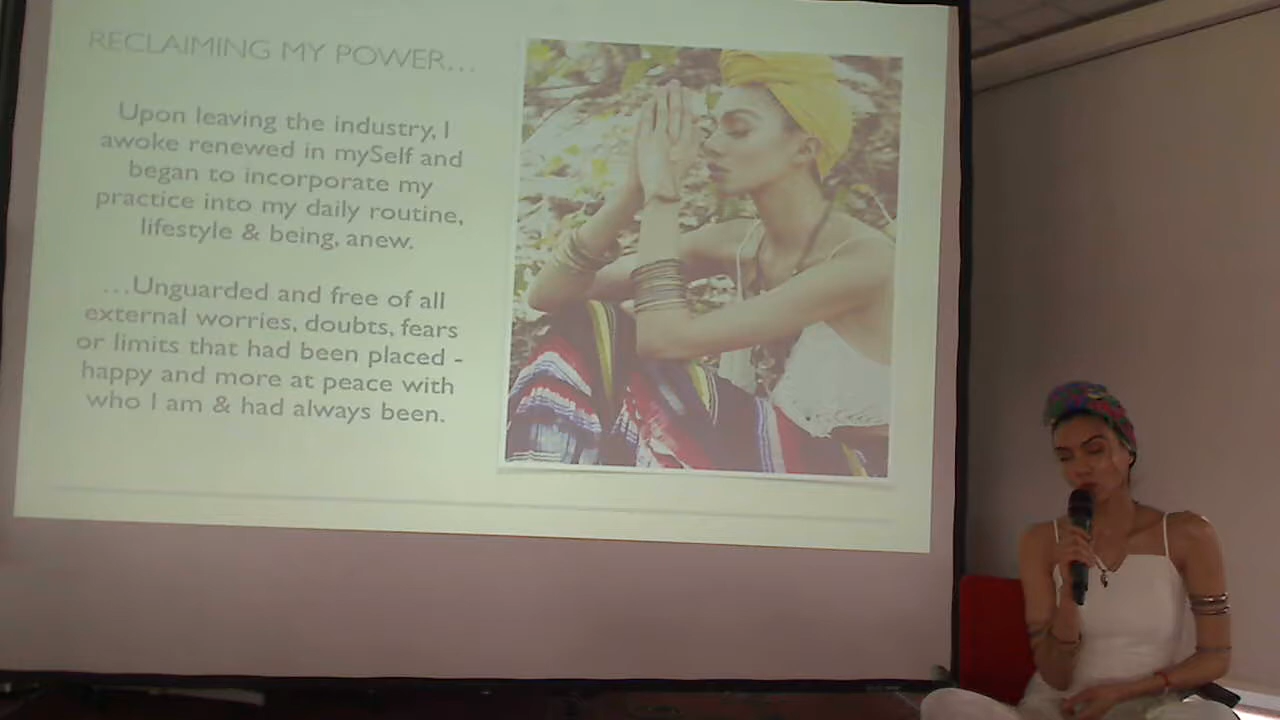 RECLAIMING MY POWER...
Upon leaving the industry, I
awoke renewed in mySelf and
began to incorporate my
practice into my daily routine,
lifestyle & being, anew.
...Unguarded and free of all
external worries, doubts, fears
or limits that had been placed -
happy and more at peace with
who I am & had always been.